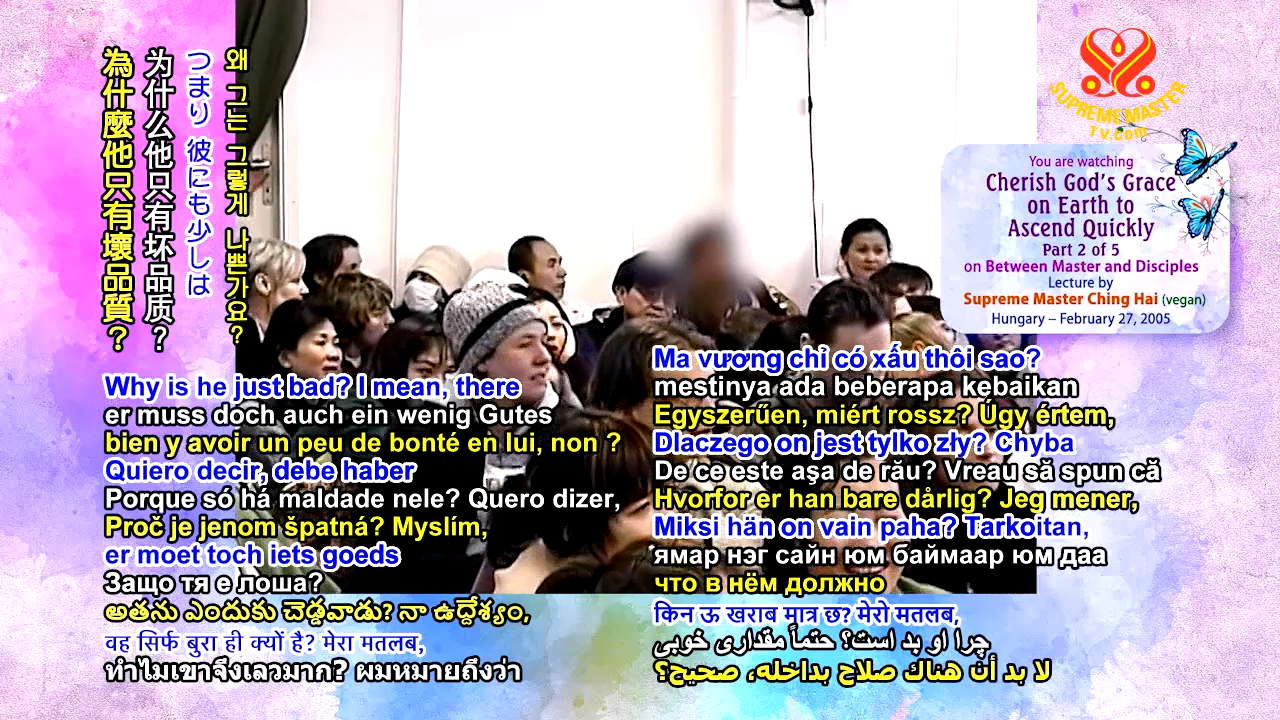 為什麼他只有壞品質？
为什么他只有坏品质？
つまり 彼にも少しは
왜 그는 그렇게 나쁜가요?
SUPREME MASTER
TV.com
You are watching
Cherish God's Grace
on Earth to
Ascend Quickly
Part 2 of 5
on Between Master and Disciples
Lecture by
Supreme Master Ching Hai (vegan)
Hungary – February 27, 2005
Why is he just bad? I mean, there
er muss doch auch ein wenig Gutes
bien y avoir un peu de bonté en lui, non ?
Quiero decir, debe haber
Porque só há maldade nele? Quero dizer,
Proč je jenom špatná? Myslím,
er moet toch iets goeds
Защо тя е лоша?
అతను ఎందుకు చెడ్డవాడు? నా ఉద్దేశ్యం,
वह सिर्फ बुरा ही क्यों है? मेरा मतलब,
ทำไมเขาจึงเลวมาก? ผมหมายถึงว่า
Ma vương chỉ có xấu thôi sao?
mestinya ada beberapa kebaikan
Egyszerűen, miért rossz? Úgy értem,
Dlaczego on jest tylko zły? Chyba
De ce este aşa de rău? Vreau să spun că
Hvorfor er han bare dårlig? Jeg mener,
Miksi hän on vain paha? Tarkoitan,
ямар нэг сайн юм баймаар юм даа
что в нём должно
किन ऊ खराब मात्र छ? मेरो मतलब,
چرا او بد است؟ حتماً مقداری خوبی
لا بد أن هناك صلاح بداخله، صحيح؟